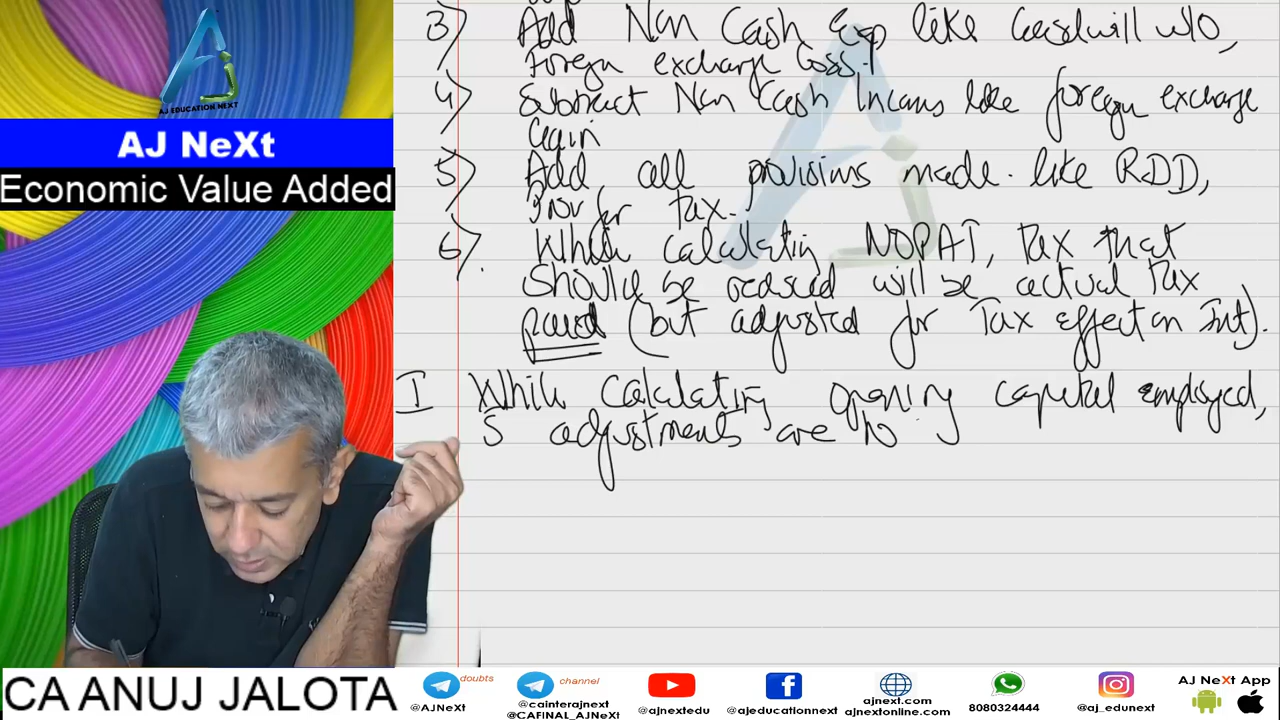 AJ EDUCATION NEXT
AJ NeXt
Economic Value Added
3) Add Non Cash Exp like Goodwill w/o,
Foreign exchange Loss.
4) Subtract Non Cash Incomes like foreign exchange
Gain
5) Add all provisions made. like RDD,
Prov for Tax.
6) While Calculating NOPAT, Tax that
Should be reduced will be actual Tax
paid (but adjusted for Tax effect on Int).
I While Calculating opening capital employed,
5 adjustments are to
CA ANUJ JALOTA
doubts
@AJNeXt
channel
@cainterajnext
@CAFINAL_AJNeXt
@ajnextedu
@ajeducationnext
ajnext.com
ajnextonline.com
8080324444
@aj_edunext
AJ NeXt App